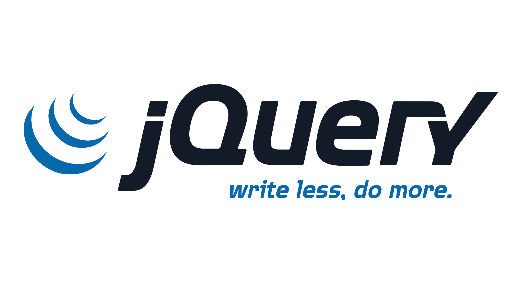 jQuery
write less, do more.